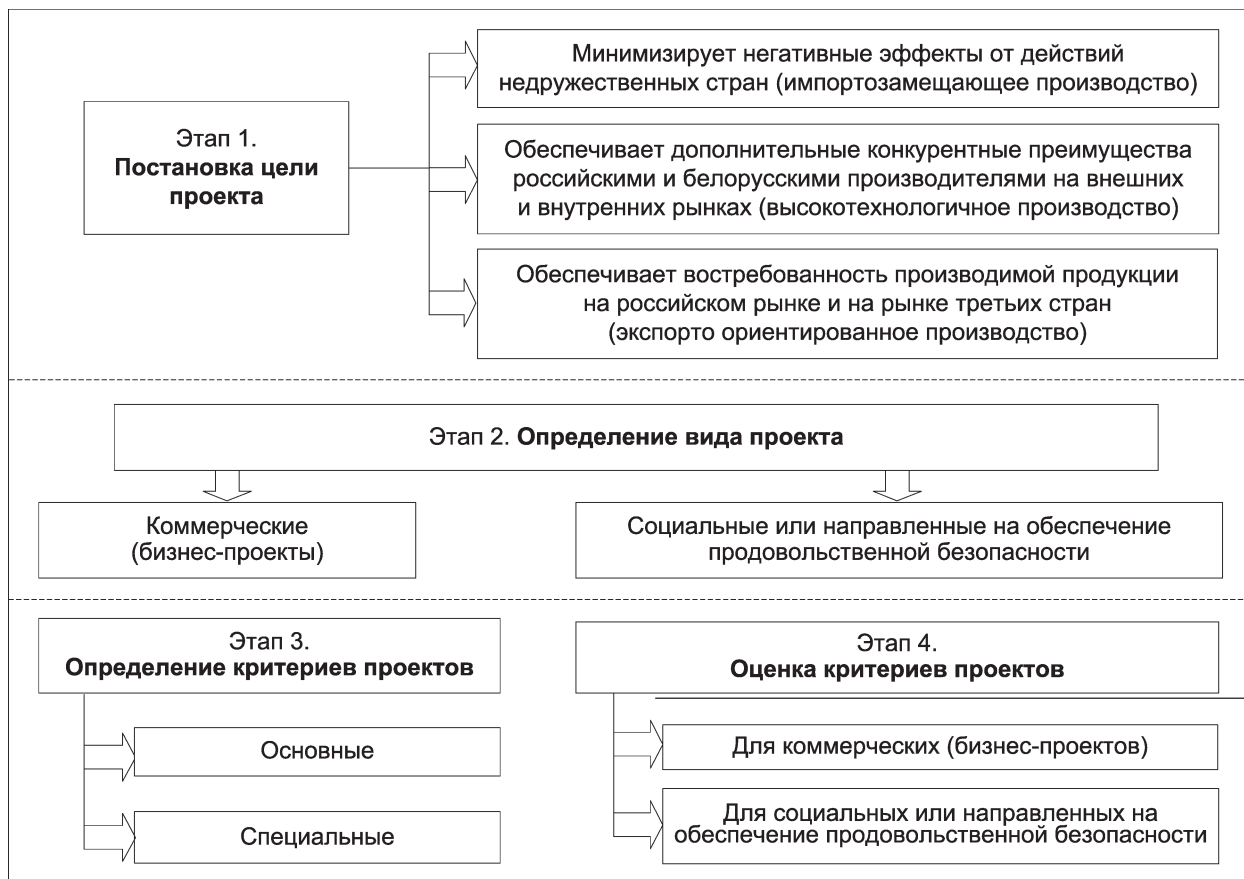 Этап 1.
Постановка цели
проекта
Минимизирует негативные эффекты от действий
недружественных стран (импортозамещающее производство)
Обеспечивает дополнительные конкурентные преимущества
российскими и белорусскими производителями на внешних
и внутренних рынках (высокотехнологичное производство)
Обеспечивает востребованность производимой продукции
на российском рынке и на рынке третьих стран
(экспорто ориентированное производство)
Этап 2. Определение вида проекта
Коммерческие
(бизнес-проекты)
Социальные или направленные на обеспечение
продовольственной безопасности
Этап 3.
Определение критериев проектов
Основные
Специальные
Этап 4.
Оценка критериев проектов
Для коммерческих (бизнес-проектов)
Для социальных или направленных на
обеспечение продовольственной безопасности